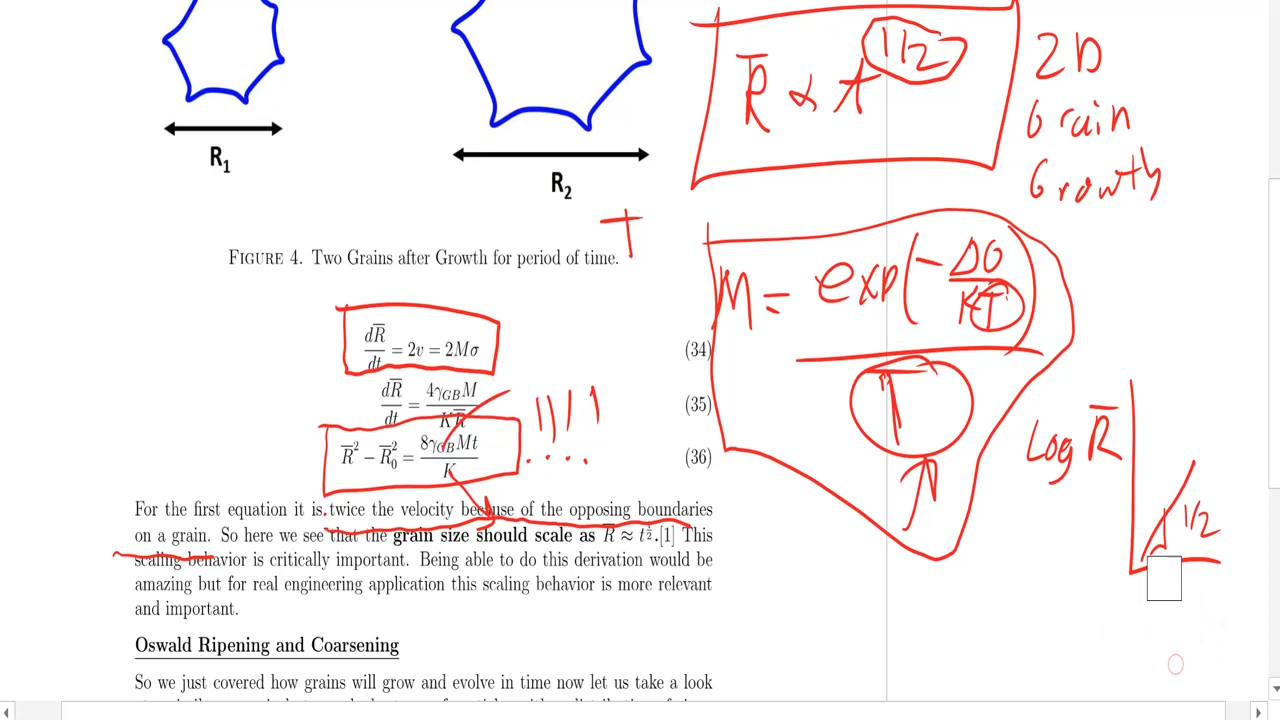 R̅ ∝ t^{1/2}
2D
Grain
Growth
R₁
R₂
T
FIGURE 4. Two Grains after Growth for period of time.
M = exp(-ΔG/KT) / T
dR̅/dt = 2v = 2Mσ (34)
dR̅/dt = 4γ_{GB}M / KR̅ (35)
!!!!
R̅² − R̅₀² = 8γ_{GB}Mt / K (36)
Log R̅
1/2
For the first equation it is twice the velocity because of the opposing boundaries
on a grain. So here we see that the grain size should scale as R̅ ≈ t^{1/2}.[1] This
scaling behavior is critically important. Being able to do this derivation would be
amazing but for real engineering application this scaling behavior is more relevant
and important.
Oswald Ripening and Coarsening
So we just covered how grains will grow and evolve in time now let us take a look